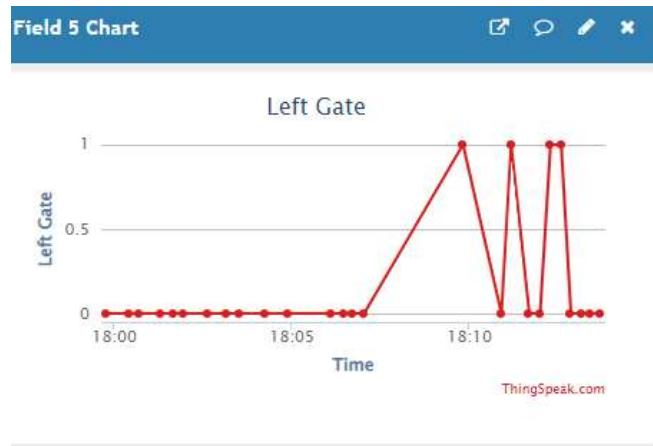 Field 5 Chart
Left Gate
1
0.5
0
Left Gate
18:00 18:05 18:10
Time
ThingSpeak.com